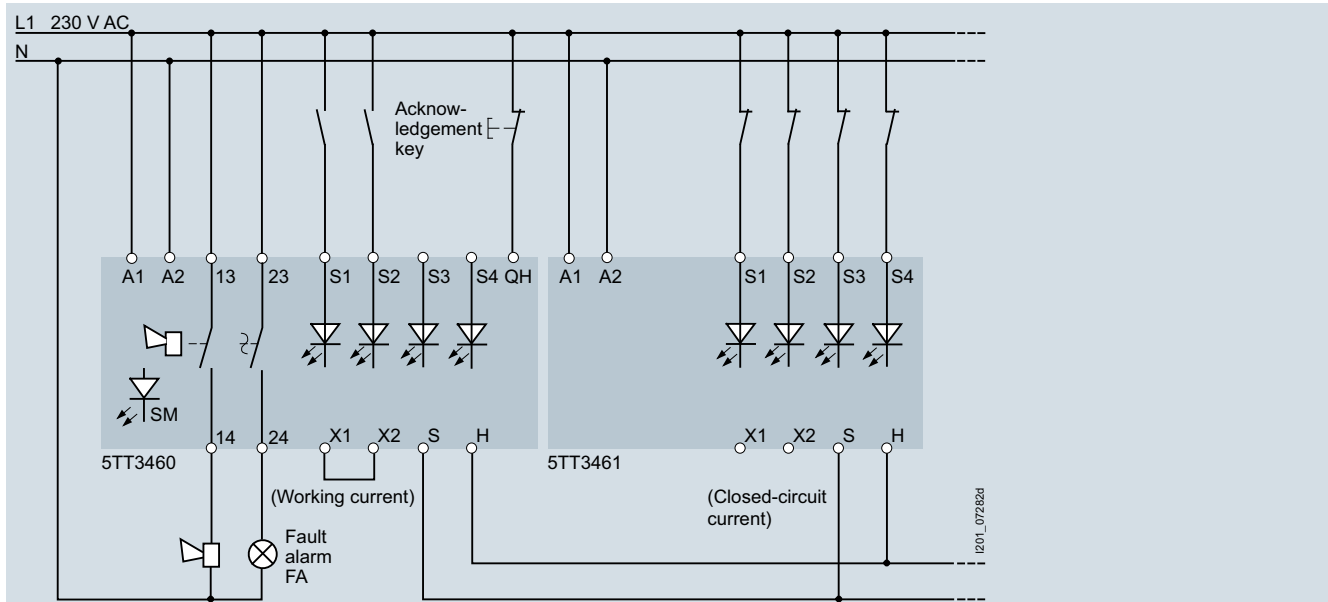 L1 230 V AC
N
Acknow-
ledgement
key
A1 A2 13 23 S1 S2 S3 S4 QH A1 A2 S1 S2 S3 S4
SM
14 24 X1 X2 S H X1 X2 S H
5TT3460 5TT3461
(Working current)
(Closed-circuit
current)
Fault
alarm
FA
I201_07282d